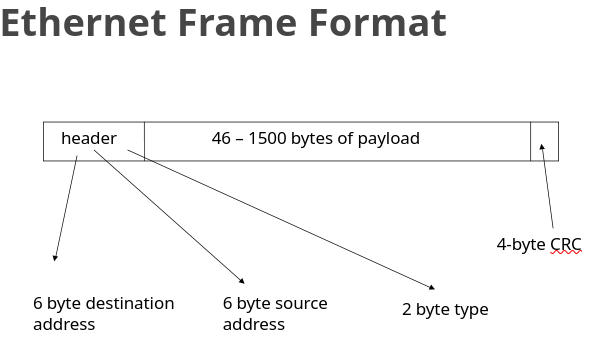 Ethernet Frame Format
header
46 – 1500 bytes of payload
4-byte CRC
6 byte destination
address
6 byte source
address
2 byte type